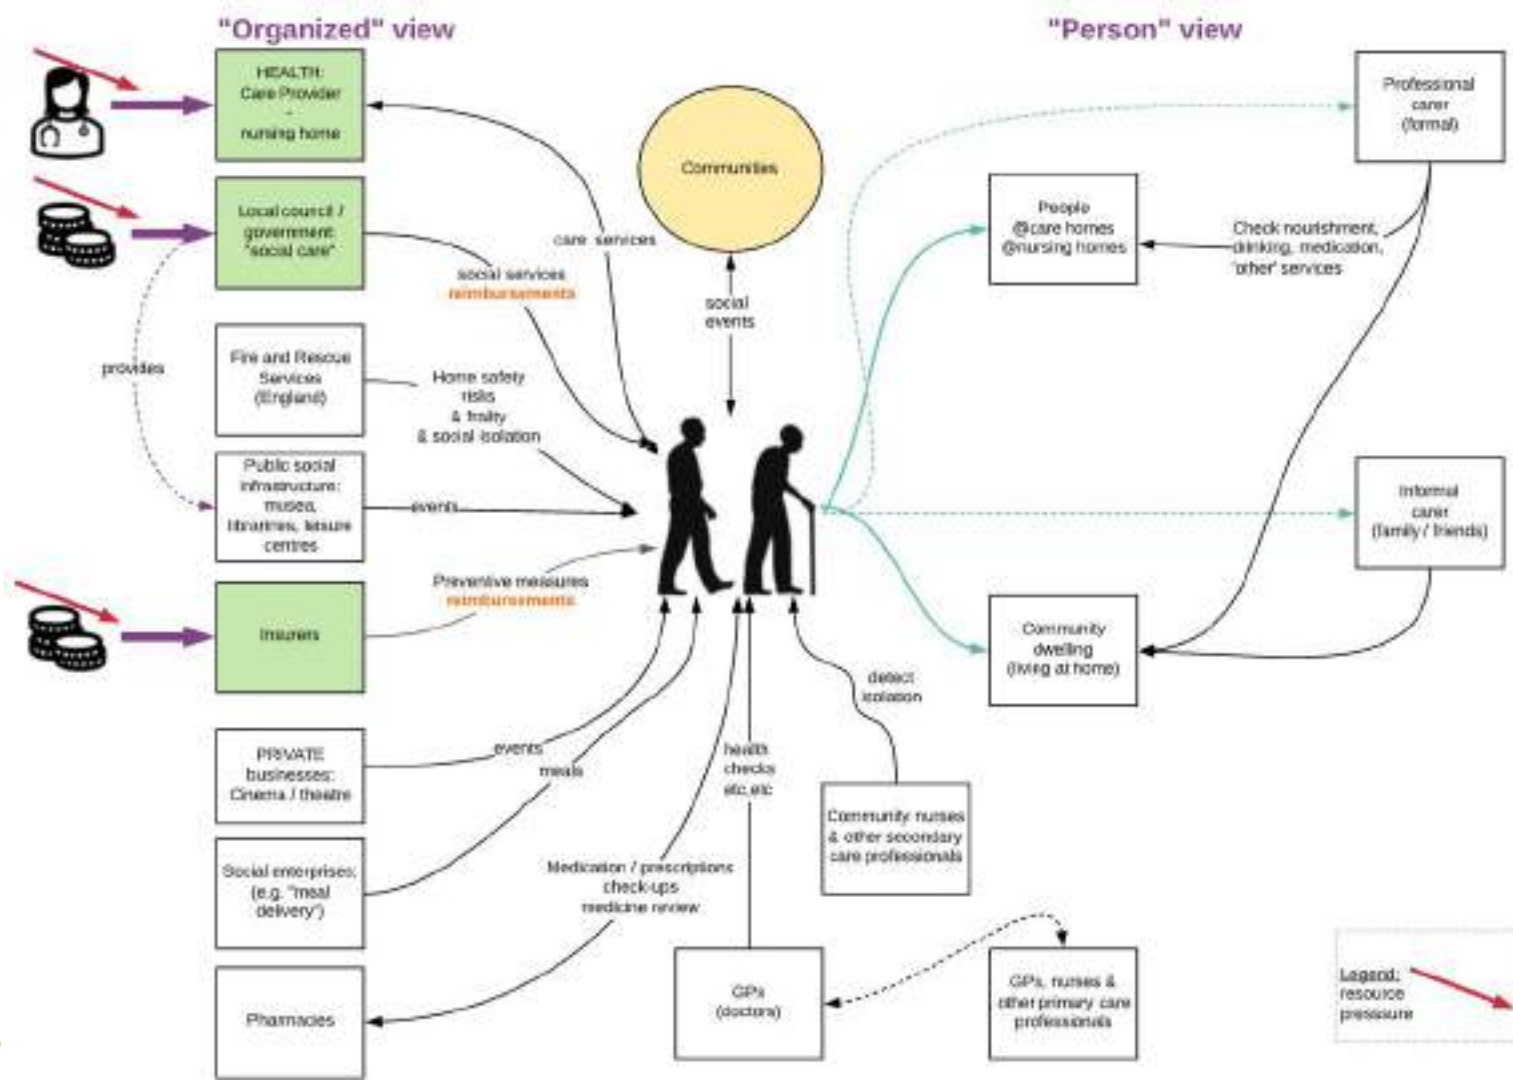 "Organized" view
"Person" view
HEALTH:
Care Provider
-
nursing home
Local council /
government:
"social care"
Fire and Rescue
Services
(England)
Public social
infrastructure:
musea,
librarires, leisure
centres
Insurers
PRIVATE
businesses:
Cinema / theatre
Social enterprises:
(e.g. "meal
delivery")
Pharmacies
provides
care services
social services
reimbursements
Home safety
risks
& frailty
& social isolation
events
Preventive measures
reimbursements
events
meals
Medication / prescriptions
check-ups
medicine review
health
checks
etc,etc
detect
isolation
Communities
social
events
Community nurses
& other secondary
care professionals
GPs
(doctors)
GPs, nurses &
other primary care
professionals
Professional
carer
(formal)
People
@care homes
@nursing homes
Check nourishment,
drinking, medication,
'other' services
Informal
carer
(family / friends)
Community
dwelling
(living at home)
Legend:
resource
presssure